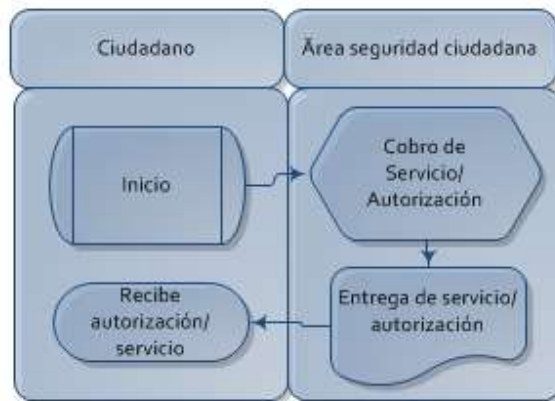 Ciudadano
Área seguridad ciudadana
Inicio
Cobro de
Servicio/
Autorización
Recibe
autorización/
servicio
Entrega de servicio/
autorización